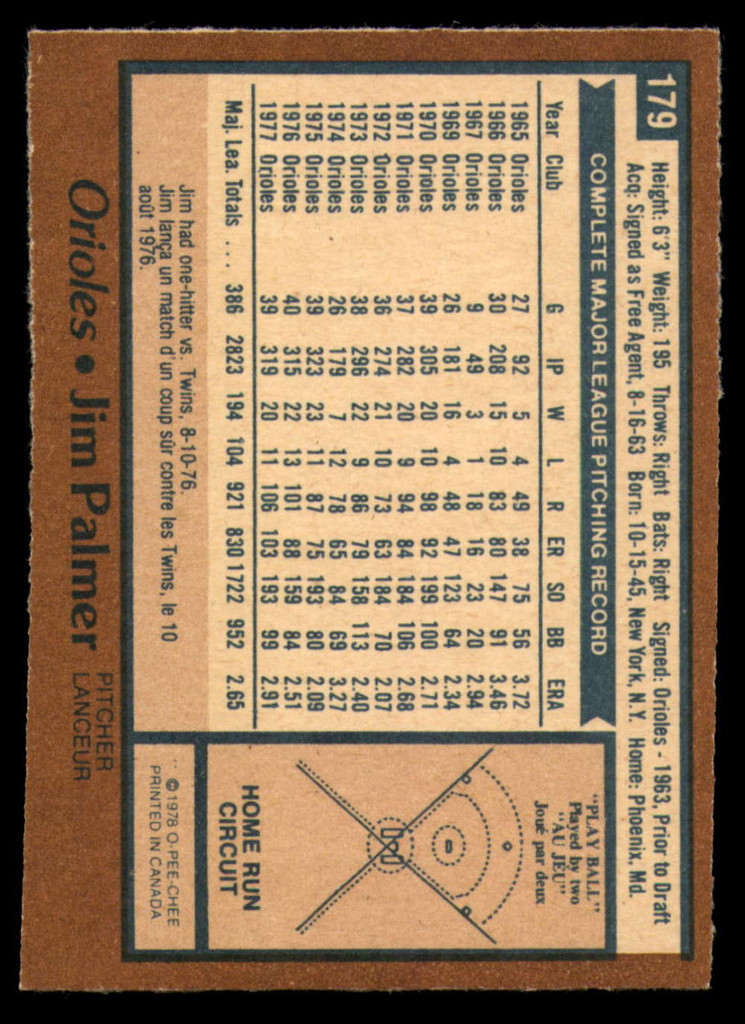 179
Height: 6'3" Weight: 195 Throws: Right Bats: Right Signed: Orioles - 1963, Prior to Draft
Acq: Signed as Free Agent, 8-16-63 Born: 10-15-45, New York, N.Y. Home: Phoenix, Md.
COMPLETE MAJOR LEAGUE PITCHING RECORD
Year Club G IP W L R ER SO BB ERA
1965 Orioles 27 92 5 4 49 38 75 56 3.72
1966 Orioles 30 208 15 10 83 80 147 91 3.46
1967 Orioles 9 49 3 1 18 16 23 20 2.94
1969 Orioles 26 181 16 4 48 47 123 64 2.34
1970 Orioles 39 305 20 10 98 92 199 100 2.71
1971 Orioles 37 282 20 9 94 84 184 106 2.68
1972 Orioles 36 274 21 10 73 63 184 70 2.07
1973 Orioles 38 296 22 9 86 79 158 113 2.40
1974 Orioles 26 179 7 12 78 65 84 69 3.27
1975 Orioles 39 323 23 11 87 75 193 80 2.09
1976 Orioles 40 315 22 13 101 88 159 84 2.51
1977 Orioles 39 319 20 11 106 103 193 99 2.91
Maj. Lea. Totals ... 386 2823 194 104 921 830 1722 952 2.65
Jim had one-hitter vs. Twins, 8-10-76.
Jim lança un match d'un coup sûr contre les Twins, le 10
août 1976.
"PLAY BALL"
Played by two
"AU JEU"
Joué par deux
HOME RUN
CIRCUIT
©1978 O-PEE-CHEE
PRINTED IN CANADA
Orioles • Jim Palmer
PITCHER
LANCEUR